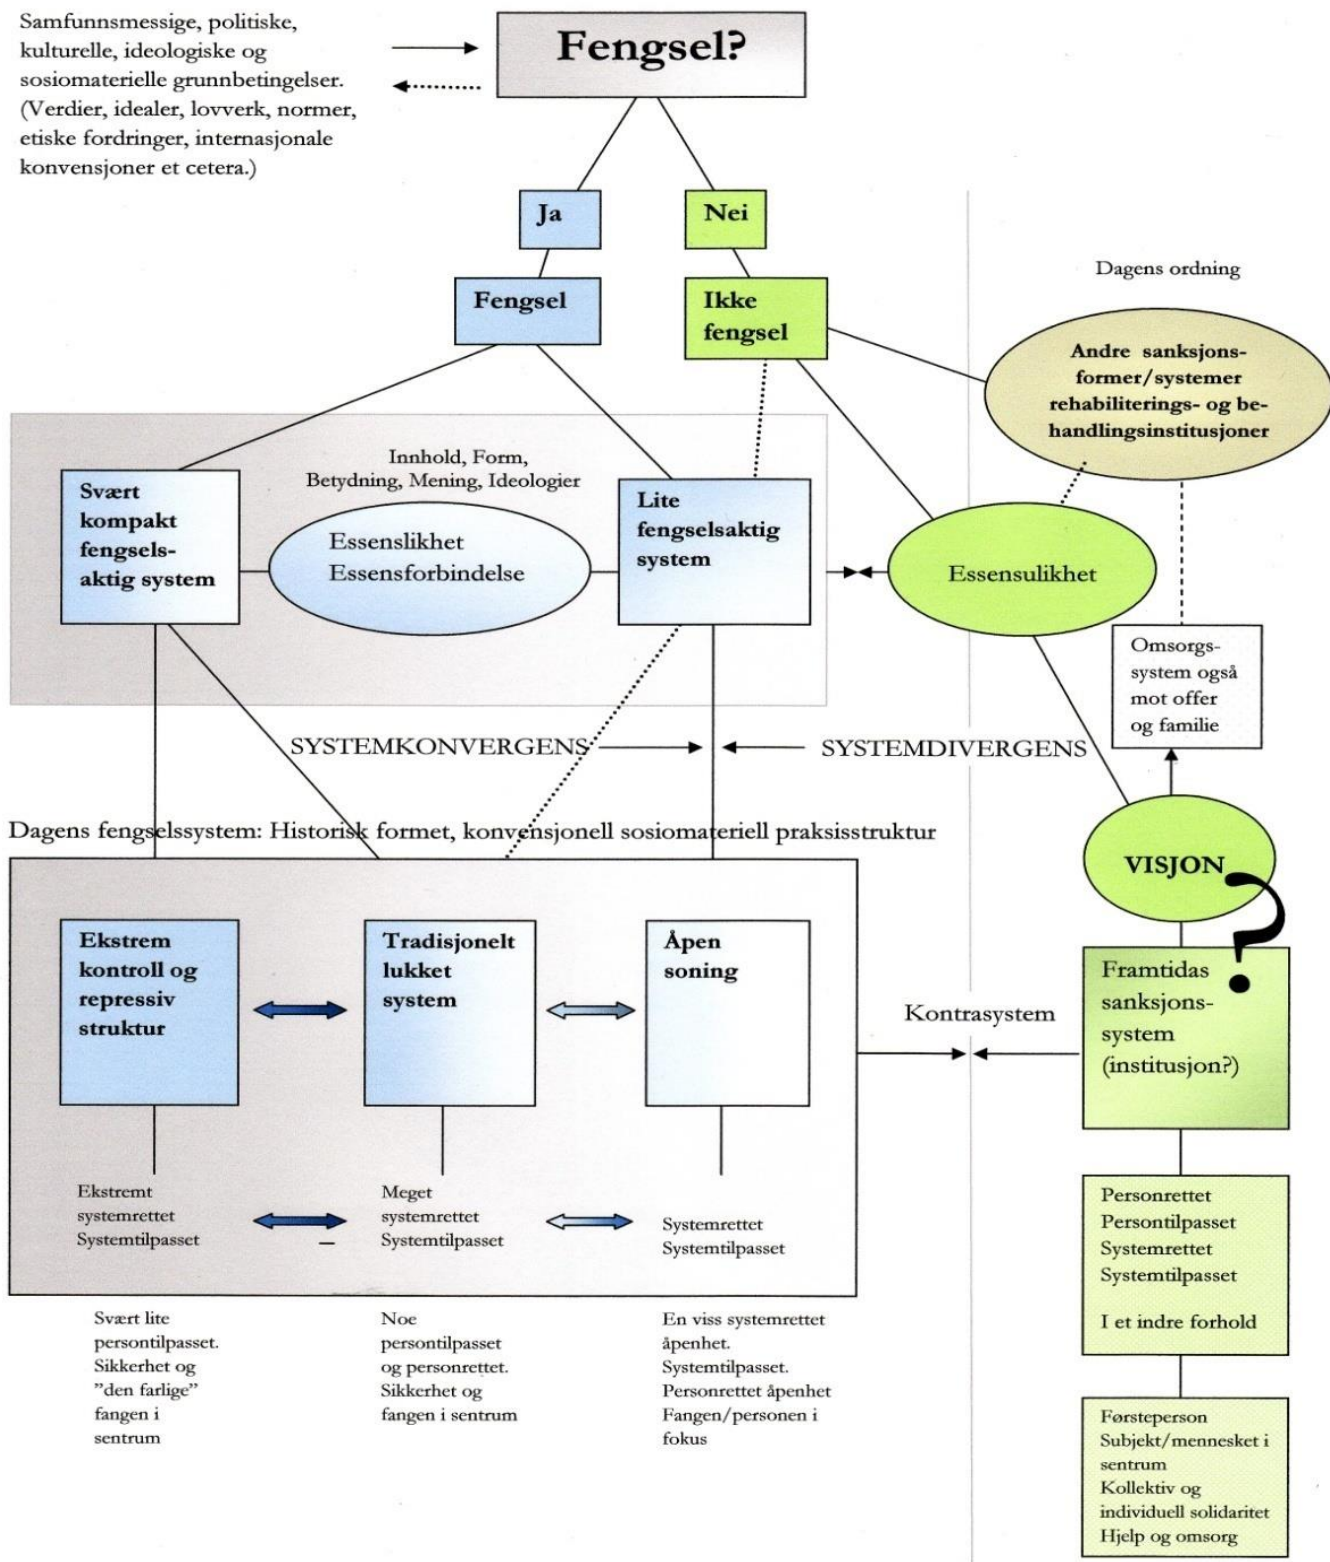 Samfunnsmessige, politiske,
kulturelle, ideologiske og
sosiomaterielle grunnbetingelser.
(Verdier, idealer, lovverk, normer,
etiske fordringer, internasjonale
konvensjoner et cetera.)
Fengsel?
Ja
Nei
Fengsel
Ikke
fengsel
Dagens ordning
Andre sanksjons-
former/systemer
rehabiliterings- og be-
handlingsinstitusjoner
Innhold, Form,
Betydning, Mening, Ideologier
Svært
kompakt
fengsels-
aktig system
Essenslikhet
Essensforbindelse
Lite
fengselsaktig
system
Essensulikhet
Omsorgs-
system også
mot offer
og familie
SYSTEMKONVERGENS
SYSTEMDIVERGENS
Dagens fengselssystem: Historisk formet, konvensjonell sosiomateriell praksisstruktur
VISJON
?
Ekstrem
kontroll og
repressiv
struktur
Tradisjonelt
lukket
system
Åpen
soning
Kontrasystem
Framtidas
sanksjons-
system
(institusjon?)
Ekstremt
systemrettet
Systemtilpasset
–
Meget
systemrettet
Systemtilpasset
Systemrettet
Systemtilpasset
Personrettet
Persontilpasset
Systemrettet
Systemtilpasset
I et indre forhold
Svært lite
persontilpasset.
Sikkerhet og
”den farlige”
fangen i
sentrum
Noe
persontilpasset
og personrettet.
Sikkerhet og
fangen i sentrum
En viss systemrettet
åpenhet.
Systemtilpasset.
Personrettet åpenhet
Fangen/personen i
fokus
Førsteperson
Subjekt/mennesket i
sentrum
Kollektiv og
individuell solidaritet
Hjelp og omsorg